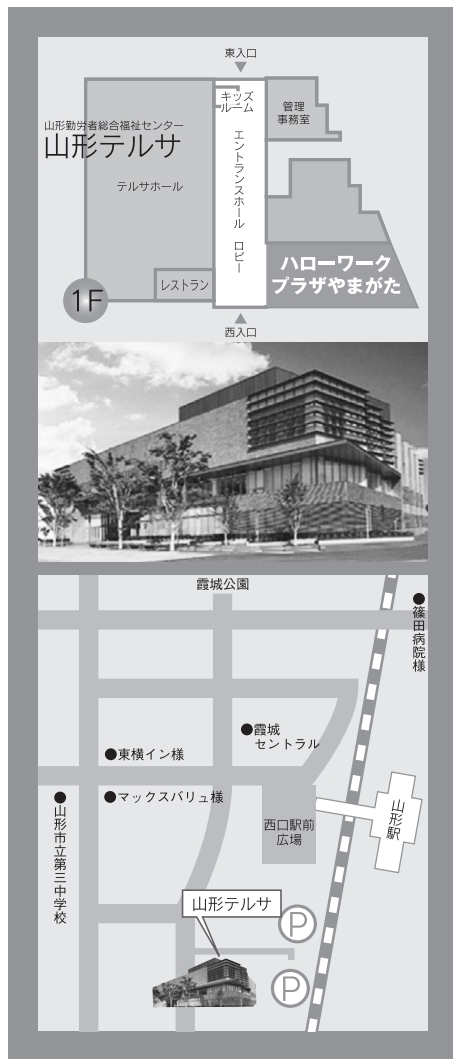 東入口
キッズ
ルーム
管理
事務室
山形勤労者総合福祉センター
山形テルサ
テルサホール
エントランスホール ロビー
ハローワーク
プラザやまがた
レストラン
1F
西入口
霞城公園
●篠田病院様
●霞城
セントラル
●東横イン様
●マックスバリュ様
●山形市立第三中学校
西口駅前
広場
山形駅
山形テルサ
P
P